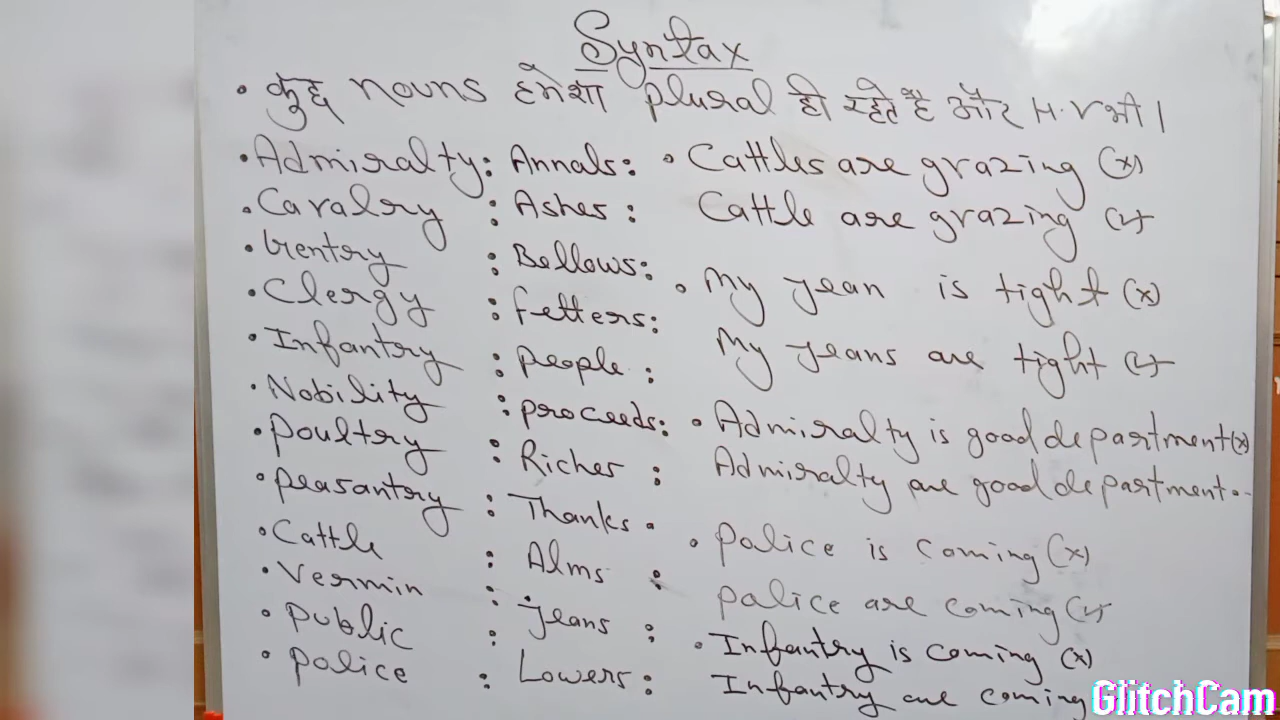 Syntax
• कुछ nouns हमेशा plural ही रहते है और H.V भी।
• Admiralty : Annals : • Cattles are grazing (x)
• Cavalry : Ashes : Cattle are grazing (✓)
• Gentry : Bellows :
• Clergy : Fetters : • My jean is tight (x)
• Infantry : People : My jeans are tight (✓)
• Nobility : proceeds : • Admiralty is good department (x)
• Poultry : Riches : Admiralty are good department..
• peasantry : Thanks •
• Cattle : Alms : • police is coming (x)
• Vermin : Jeans : police are coming (✓)
• public : Lowers : • Infantry is coming (x)
• police : Infantry are coming
GlitchCam